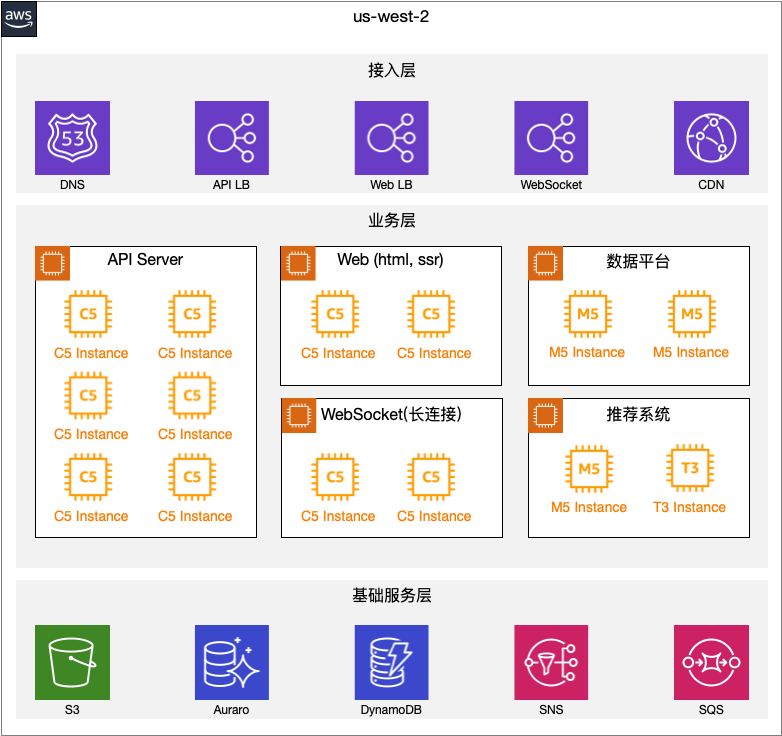 aws
us-west-2
接入层
53
DNS
API LB
Web LB
WebSocket
CDN
业务层
API Server
C5
C5
C5 Instance
C5 Instance
C5
C5
C5 Instance
C5 Instance
C5
C5
C5 Instance
C5 Instance
Web (html, ssr)
C5
C5
C5 Instance
C5 Instance
WebSocket(长连接)
C5
C5
C5 Instance
C5 Instance
数据平台
M5
M5
M5 Instance
M5 Instance
推荐系统
M5
T3
M5 Instance
T3 Instance
基础服务层
S3
Auraro
DynamoDB
SNS
SQS